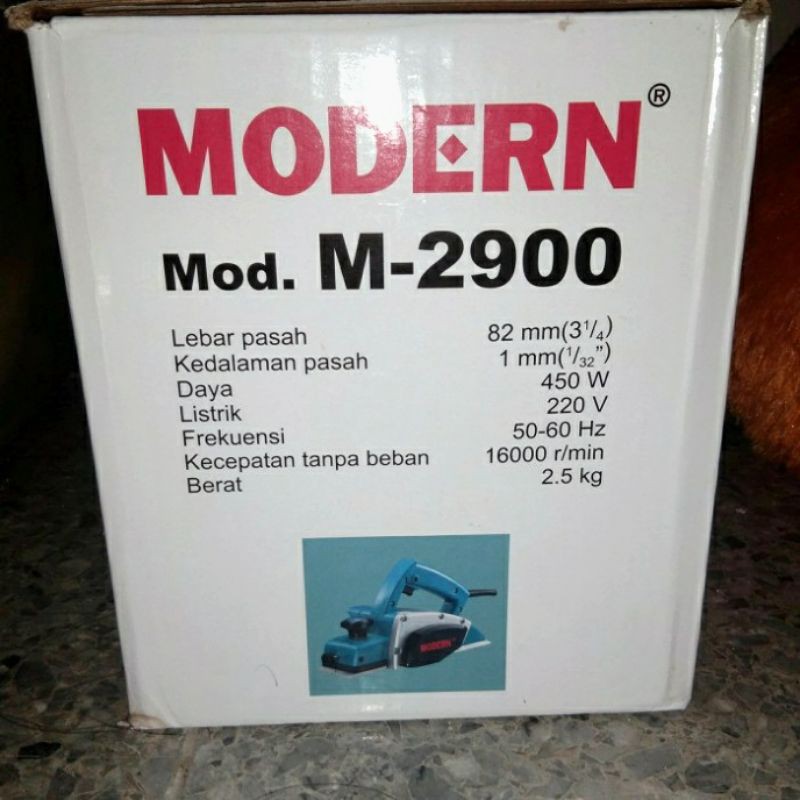 MODERN®
Mod. M-2900
Lebar pasah 82 mm(3¹/₄)
Kedalaman pasah 1 mm(¹/₃₂”)
Daya 450 W
Listrik 220 V
Frekuensi 50-60 Hz
Kecepatan tanpa beban 16000 r/min
Berat 2.5 kg
MODERN